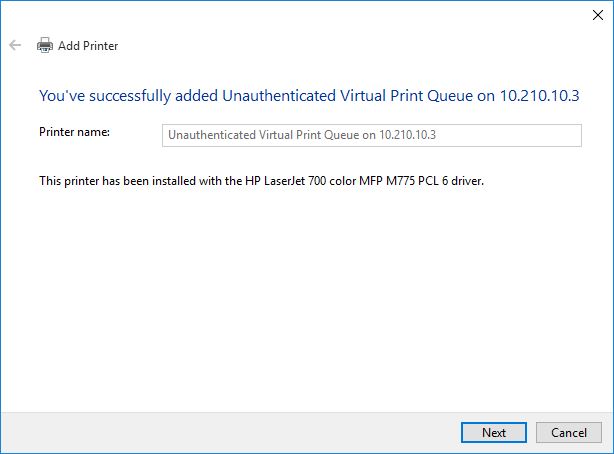 Add Printer
You've successfully added Unauthenticated Virtual Print Queue on 10.210.10.3
Printer name: Unauthenticated Virtual Print Queue on 10.210.10.3
This printer has been installed with the HP LaserJet 700 color MFP M775 PCL 6 driver.
Next Cancel